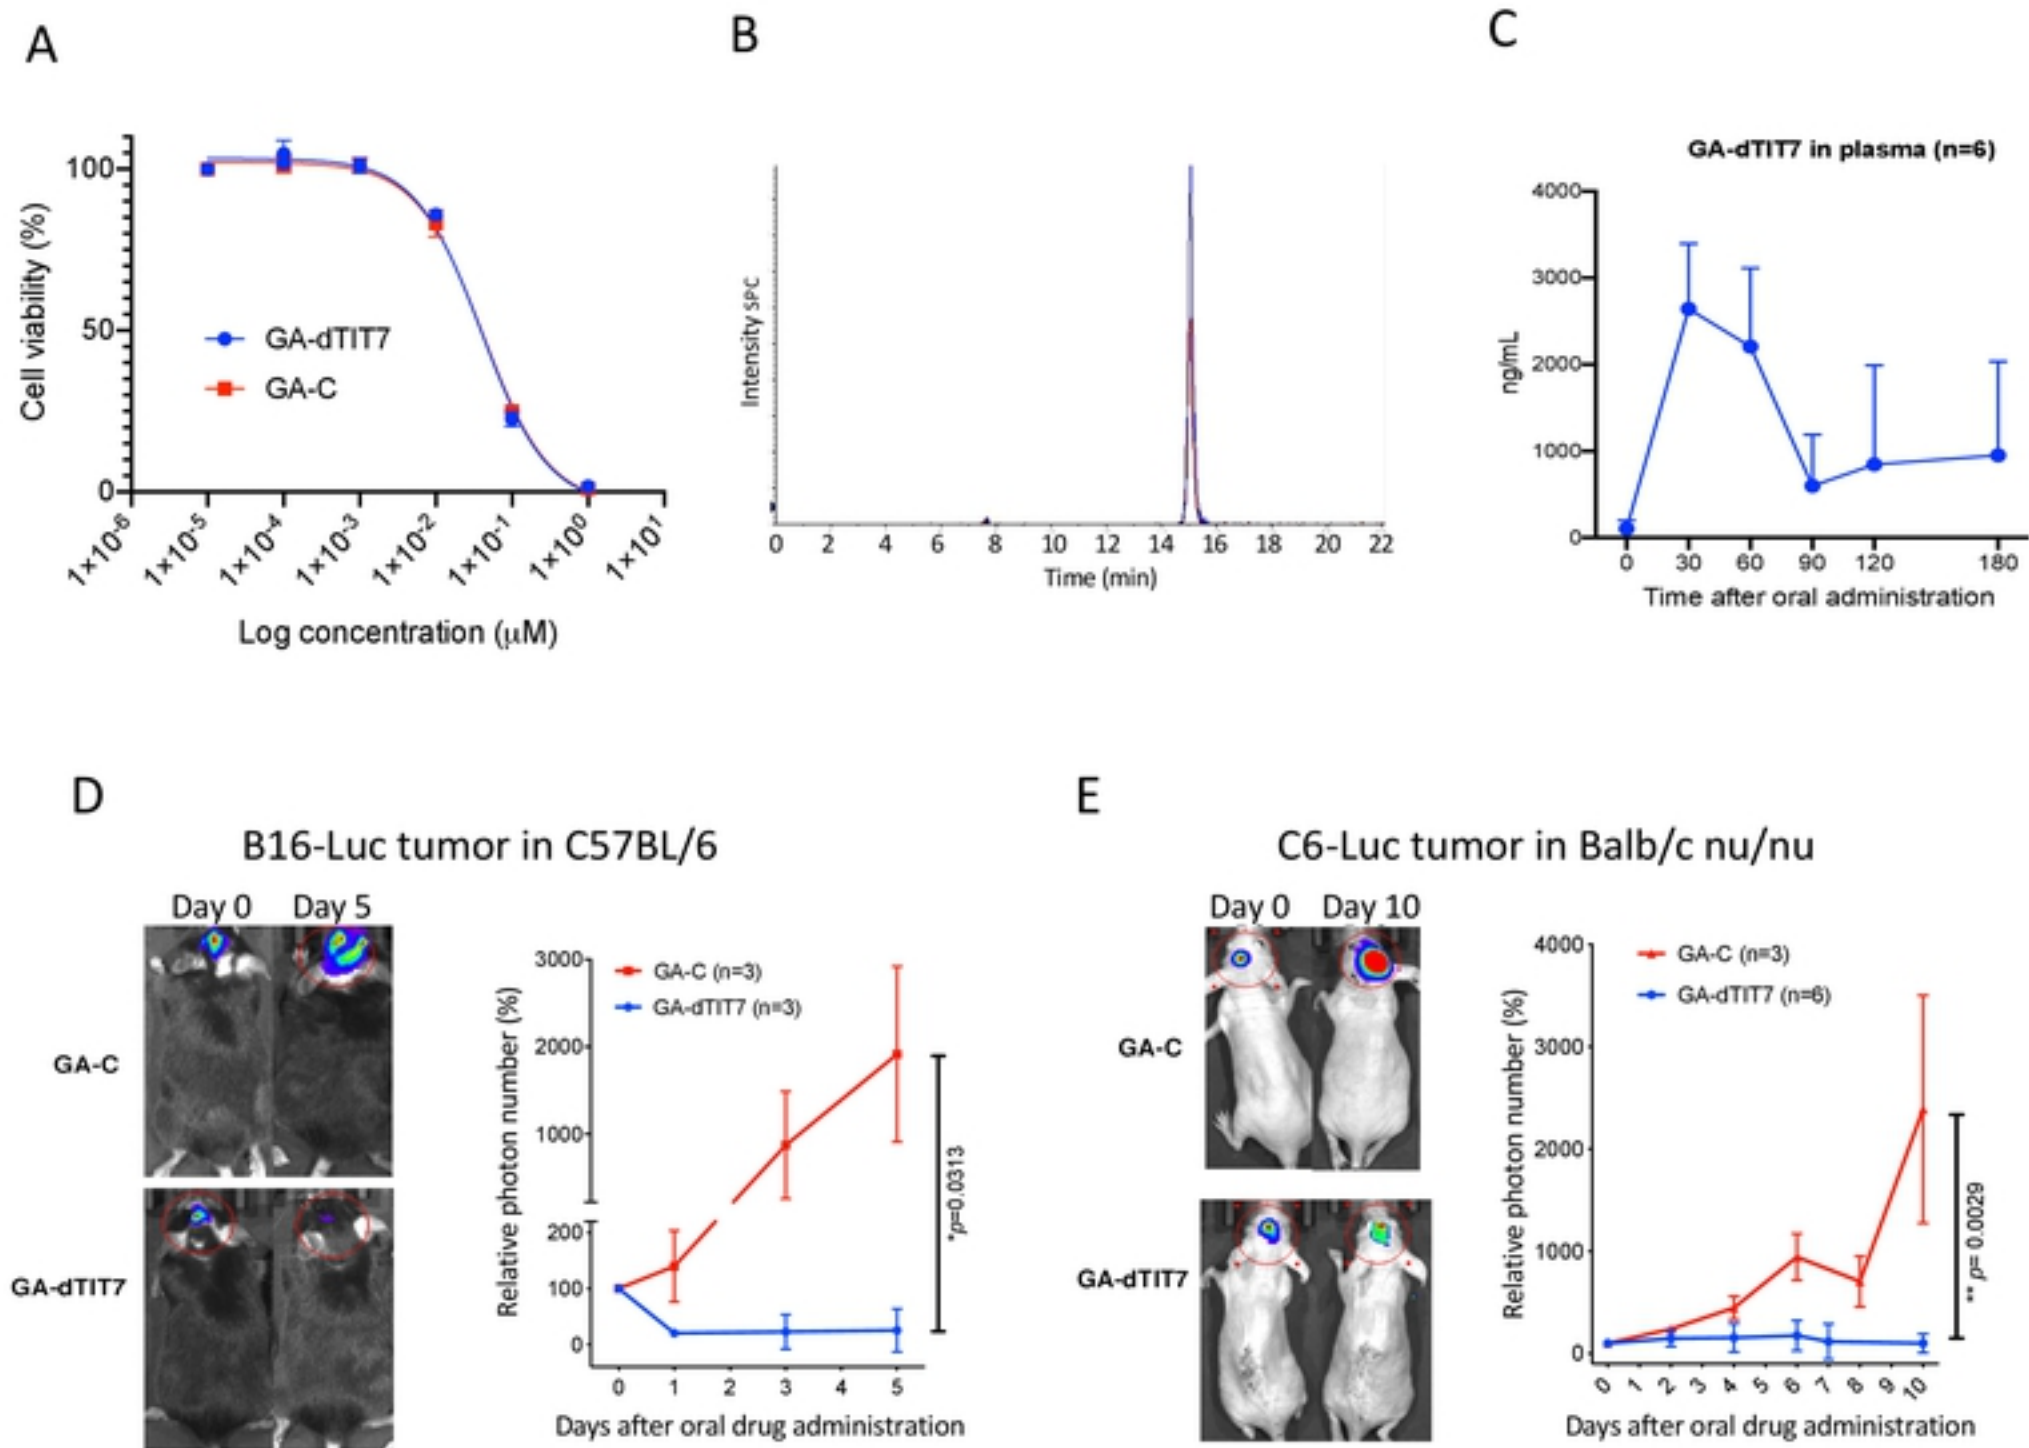 A
100
50
0
Cell viability (%)
GA-dTIT7
GA-C
1×10-6
1×10-5
1×10-4
1×10-3
1×10-2
1×10-1
1×100
1×101
Log concentration (μM)
B
Intensity SPC
0 2 4 6 8 10 12 14 16 18 20 22
Time (min)
C
GA-dTIT7 in plasma (n=6)
4000
3000
2000
1000
0
ng/mL
0 30 60 90 120 180
Time after oral administration
D
B16-Luc tumor in C57BL/6
Day 0 Day 5
GA-C
GA-dTIT7
Relative photon number (%)
3000
2000
1000
200
100
0
GA-C (n=3)
GA-dTIT7 (n=3)
*p=0.0313
0 1 2 3 4 5
Days after oral drug administration
E
C6-Luc tumor in Balb/c nu/nu
Day 0 Day 10
GA-C
GA-dTIT7
Relative photon number (%)
4000
3000
2000
1000
0
GA-C (n=3)
GA-dTIT7 (n=6)
** p= 0.0029
0 1 2 3 4 5 6 7 8 9 10
Days after oral drug administration